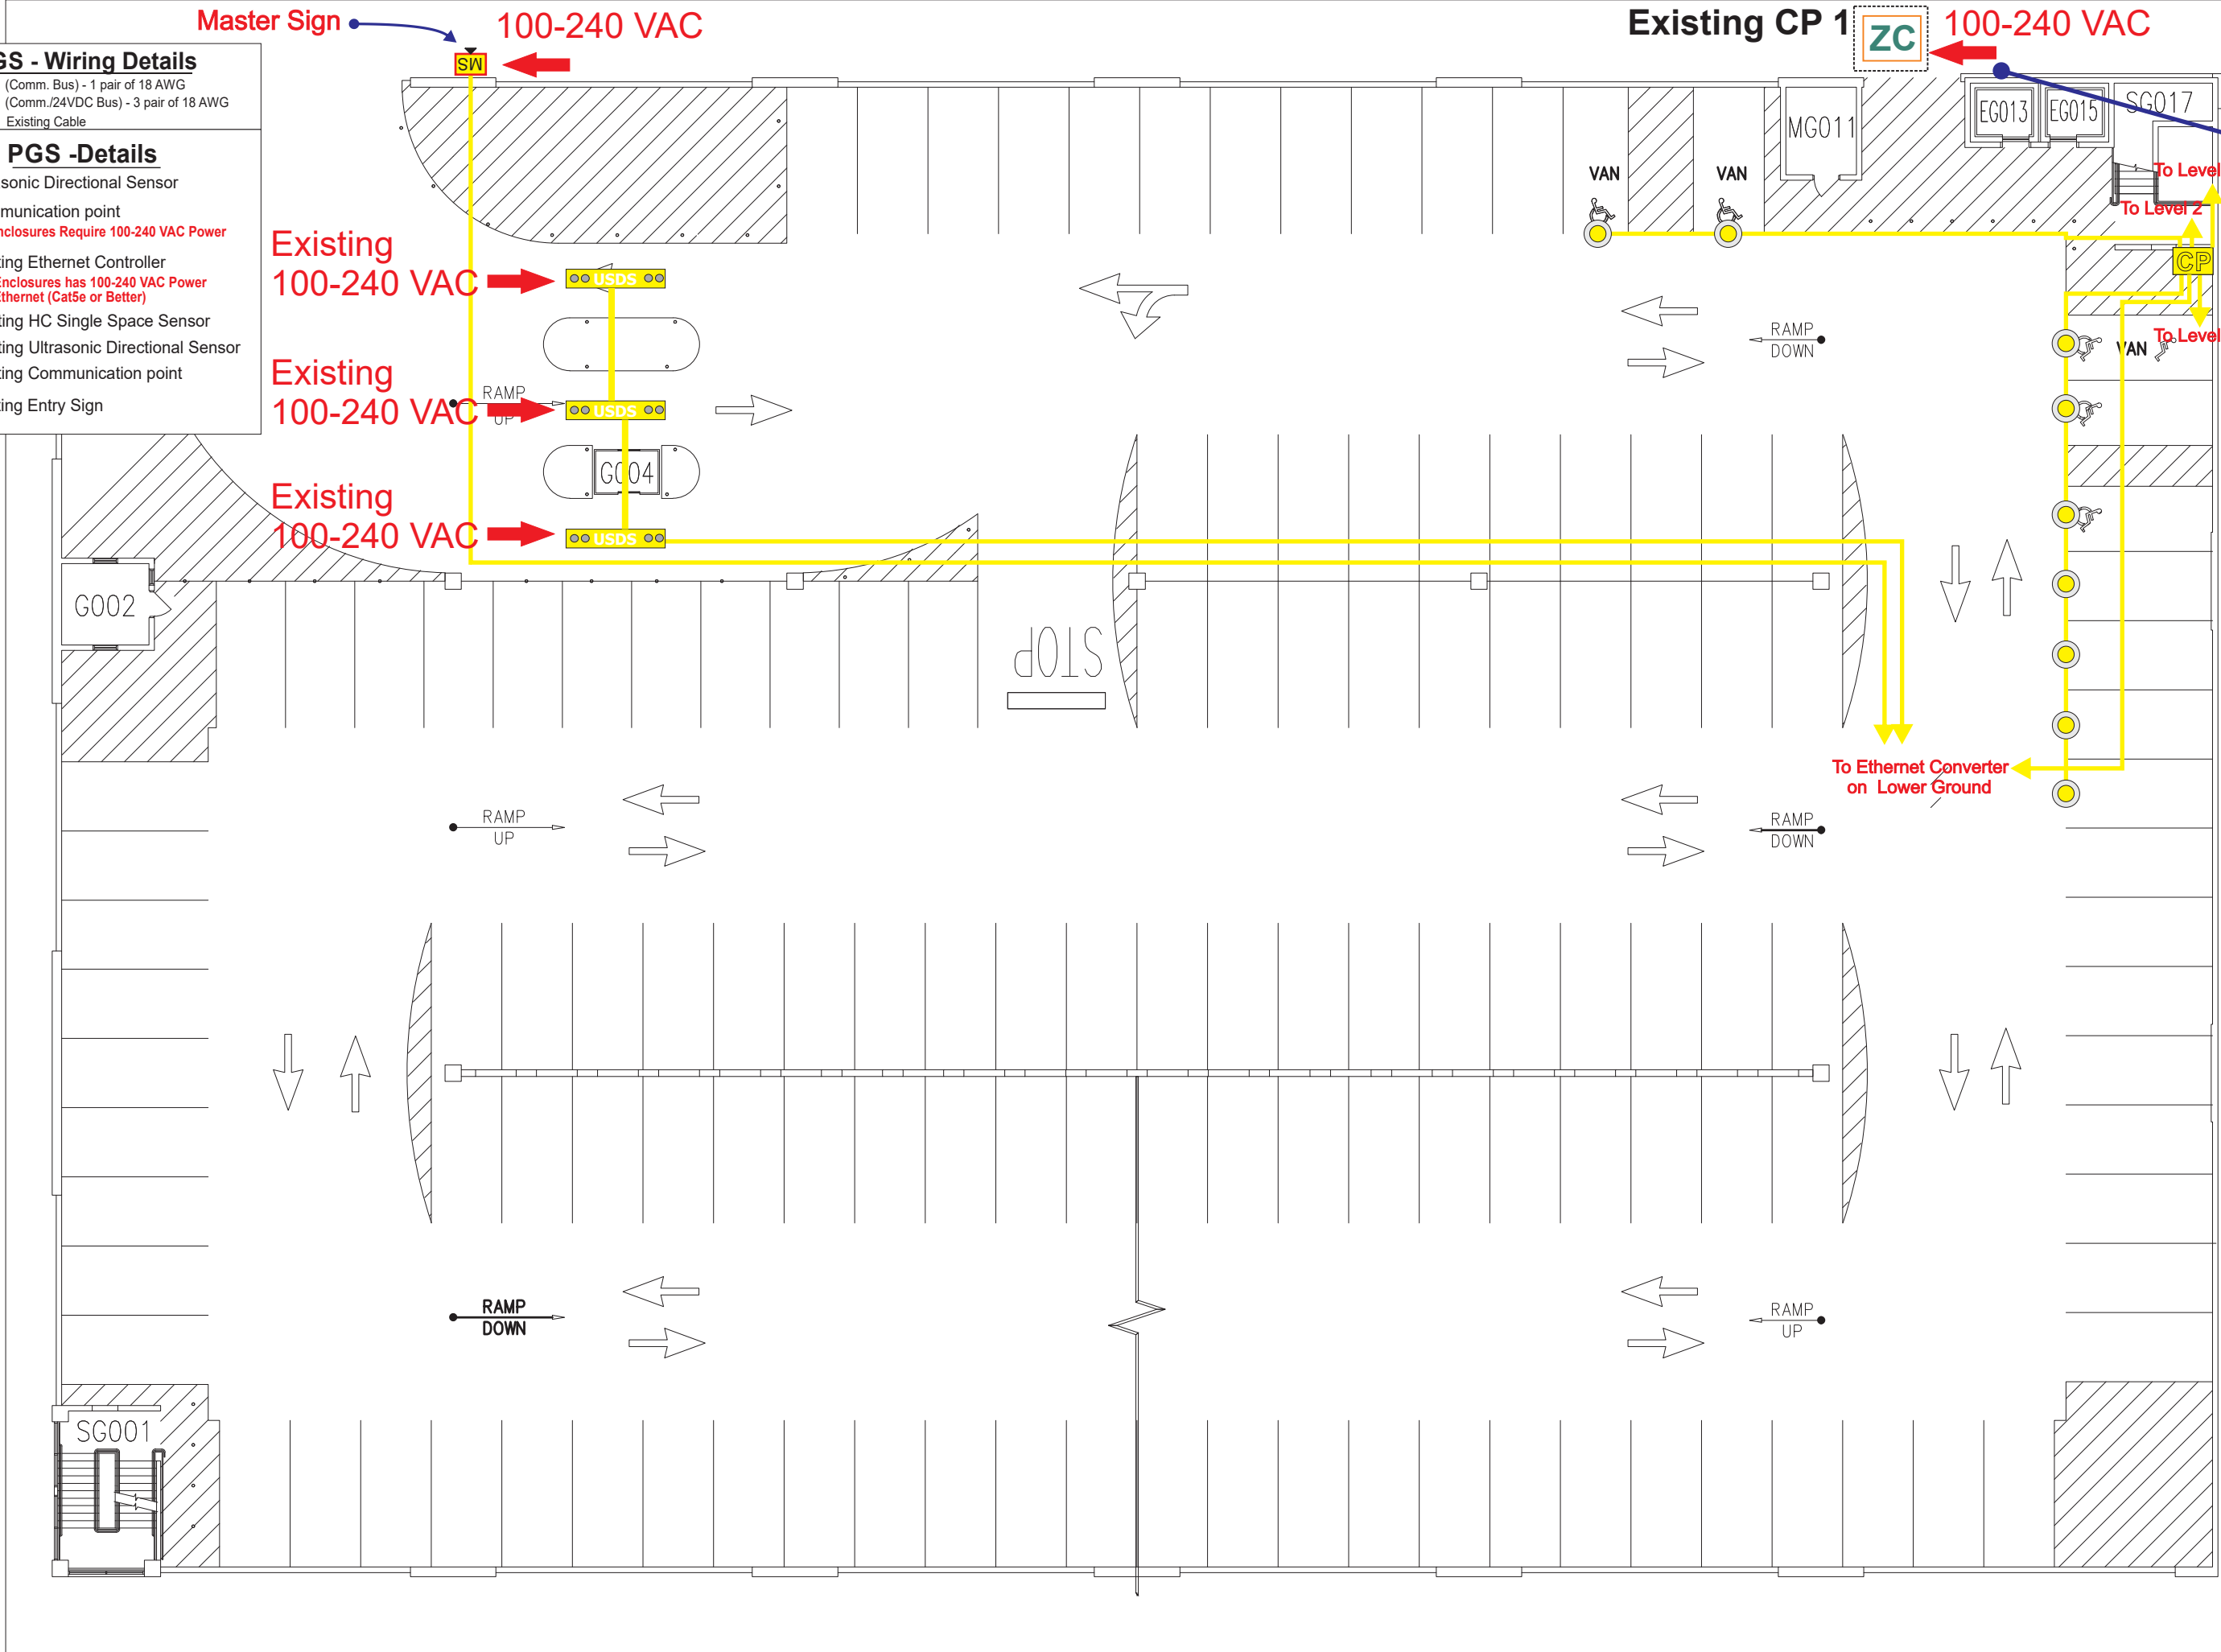 Master Sign
100-240 VAC
Existing CP 1
ZC
100-240 VAC
MS
GS - Wiring Details
(Comm. Bus) - 1 pair of 18 AWG
(Comm./24VDC Bus) - 3 pair of 18 AWG
Existing Cable
PGS -Details
sonic Directional Sensor
munication point
nclosures Require 100-240 VAC Power
ting Ethernet Controller
Enclosures has 100-240 VAC Power
Ethernet (Cat5e or Better)
ting HC Single Space Sensor
ting Ultrasonic Directional Sensor
ting Communication point
ting Entry Sign
MG011
EG013
EG015
SG017
VAN
VAN
To Level
To Level 2
CP
To Level
VAN
Existing
100-240 VAC
USDS
RAMP
DOWN
Existing
100-240 VAC
RAMP
UP
USDS
G004
Existing
100-240 VAC
USDS
G002
STOP
To Ethernet Converter
on Lower Ground
RAMP
UP
RAMP
DOWN
RAMP
DOWN
RAMP
UP
SG001